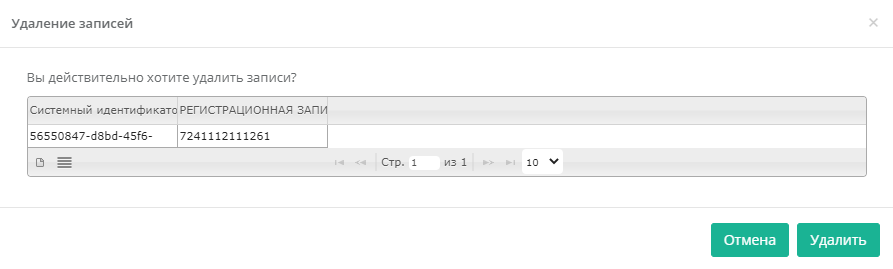 Удаление записей ×
Вы действительно хотите удалить записи?
Системный идентификато РЕГИСТРАЦИОННАЯ ЗАПИ
56550847-d8bd-45f6- 7241112111261
Стр. 1 из 1 10
Отмена Удалить